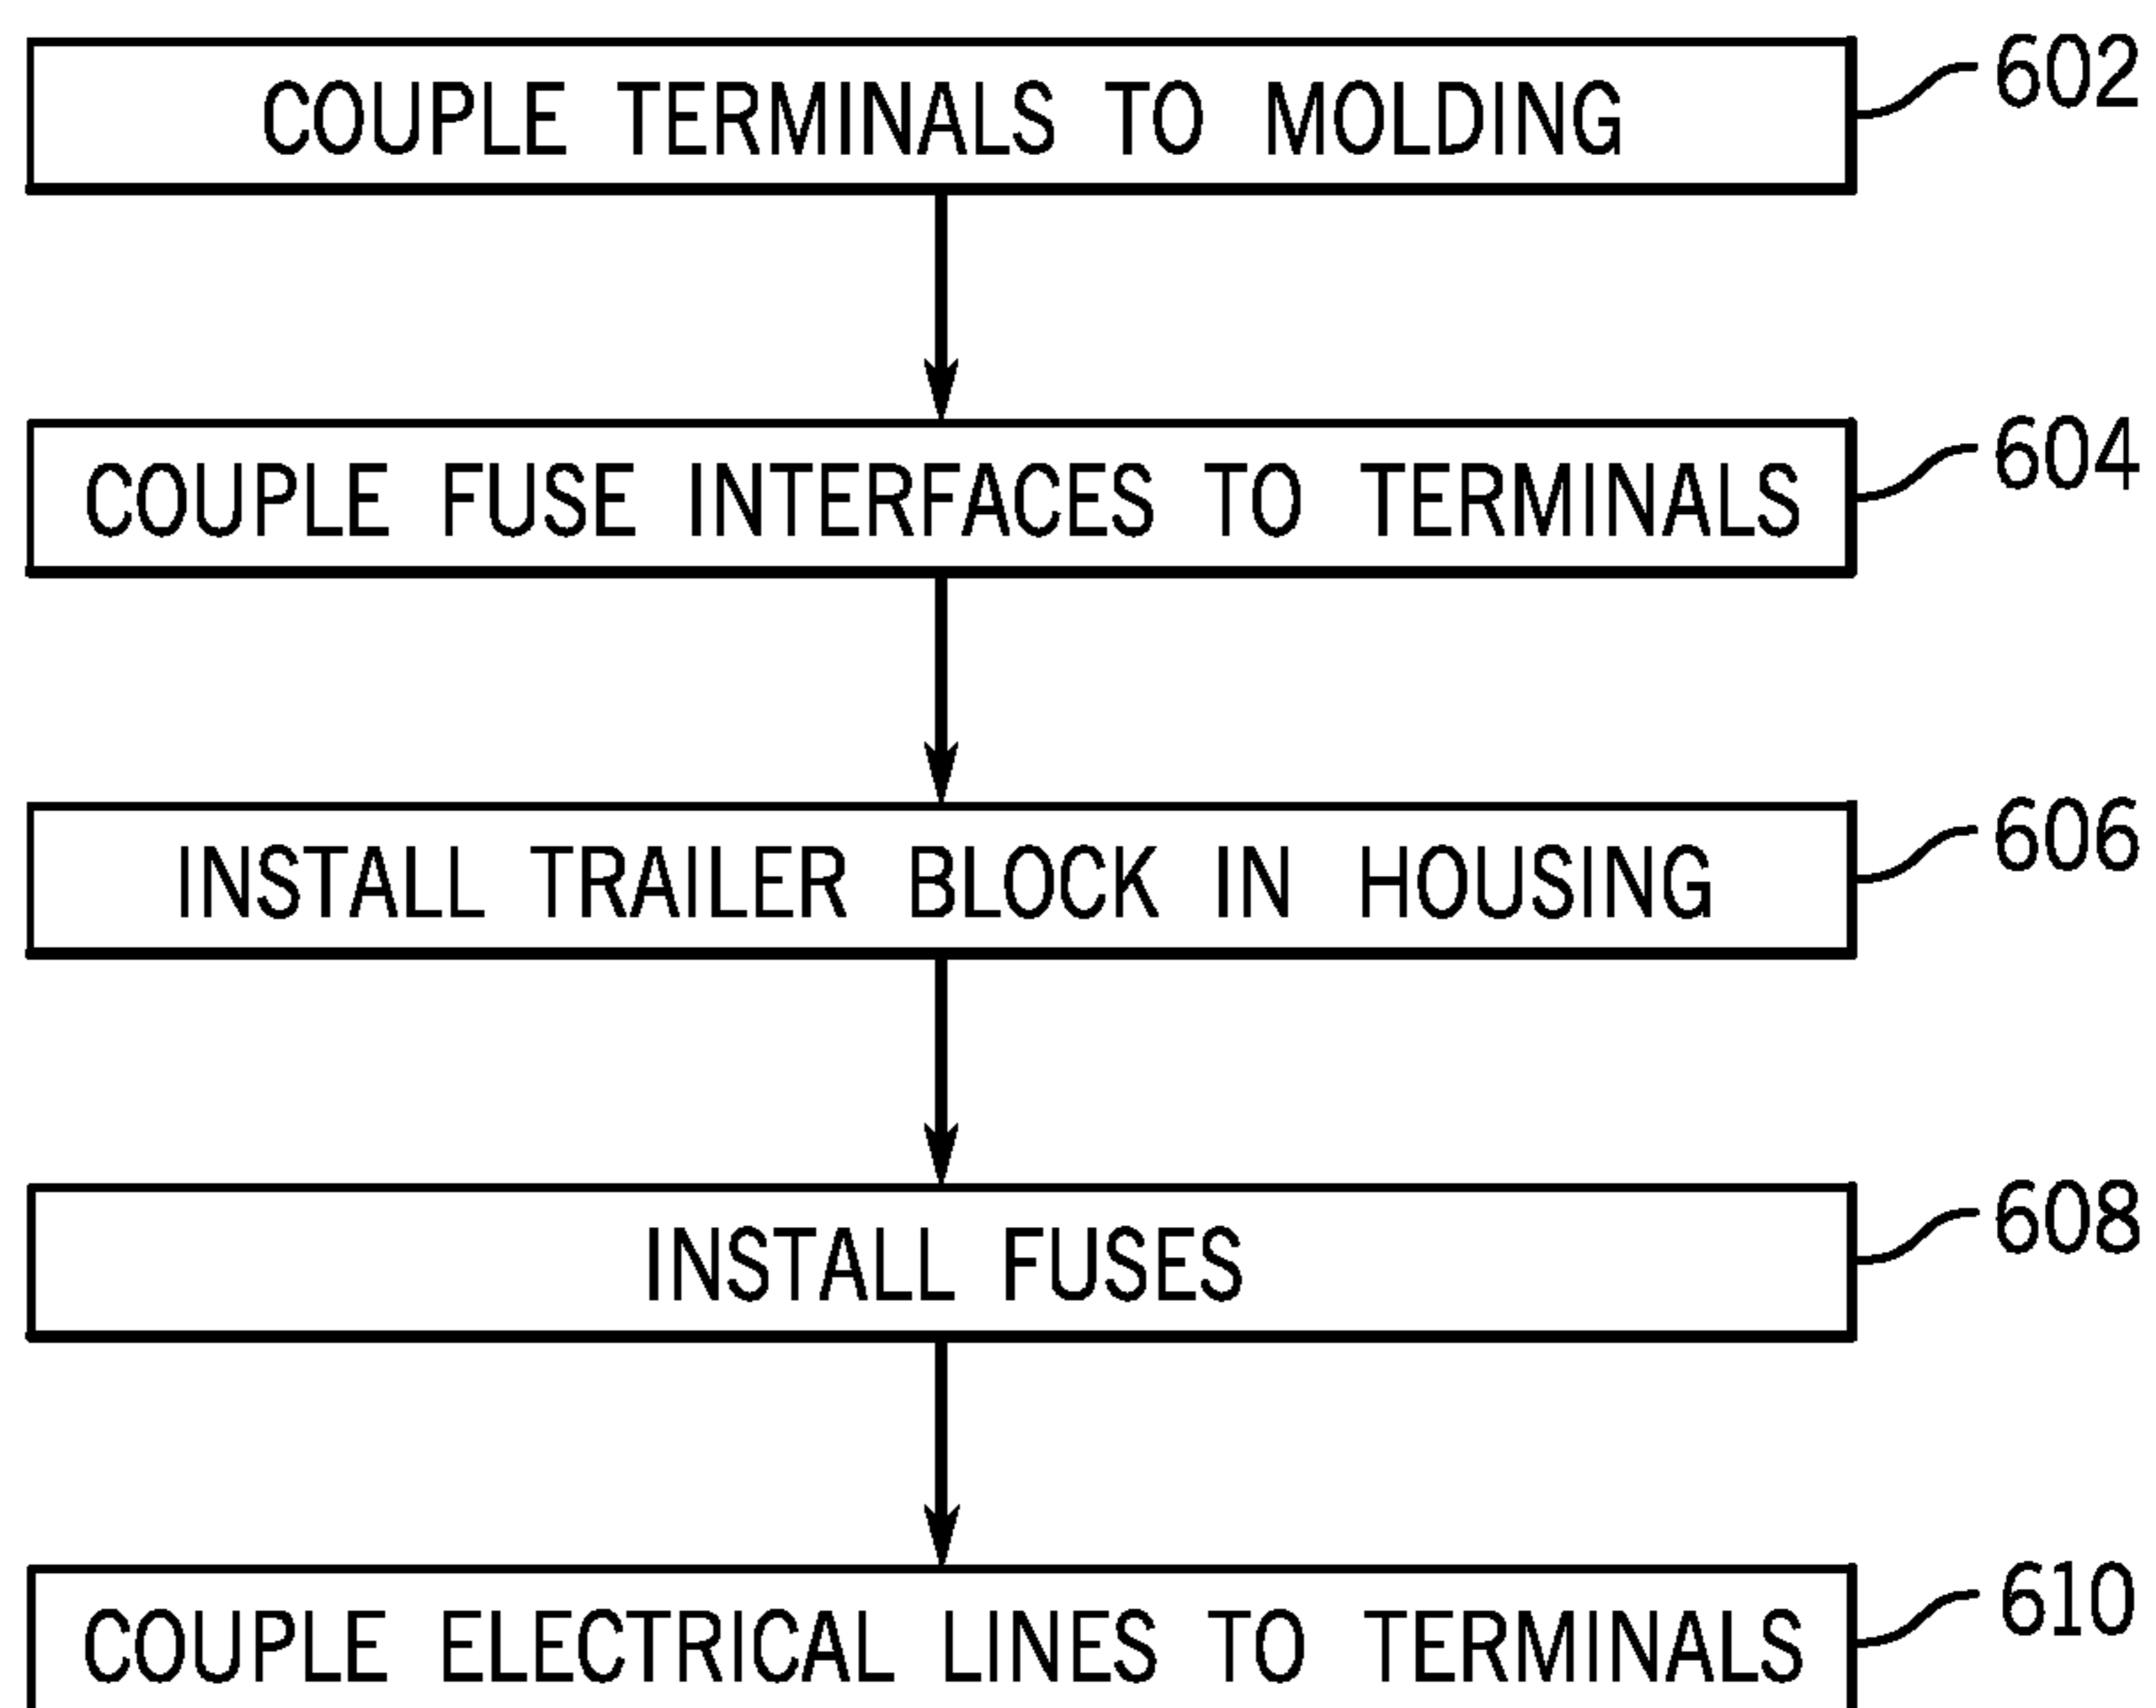 COUPLE TERMINALS TO MOLDING 602
COUPLE FUSE INTERFACES TO TERMINALS 604
INSTALL TRAILER BLOCK IN HOUSING 606
INSTALL FUSES 608
COUPLE ELECTRICAL LINES TO TERMINALS 610